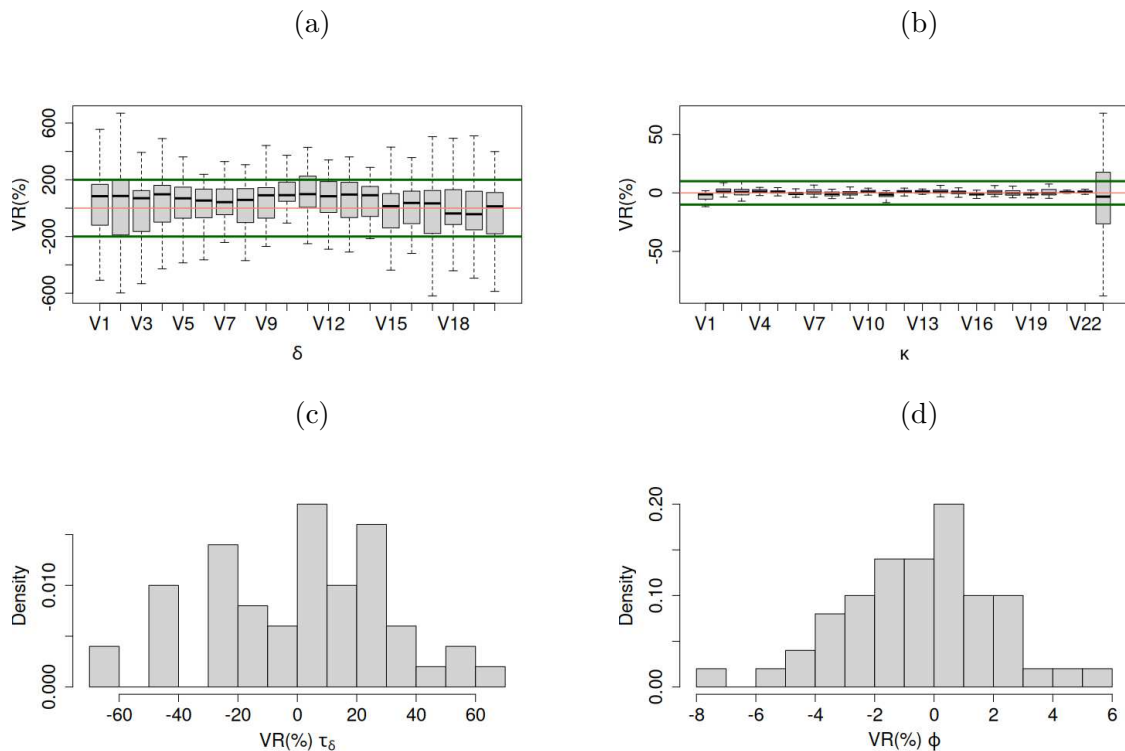 (a)
VR(%)
600
200
-200
-600
V1 V3 V5 V7 V9 V12 V15 V18
δ
(b)
VR(%)
50
0
-50
V1 V4 V7 V10 V13 V16 V19 V22
κ
(c)
Density
0.010
0.000
-60 -40 -20 0 20 40 60
VR(%) τδ
(d)
Density
0.20
0.10
0.00
-8 -6 -4 -2 0 2 4 6
VR(%) ϕ